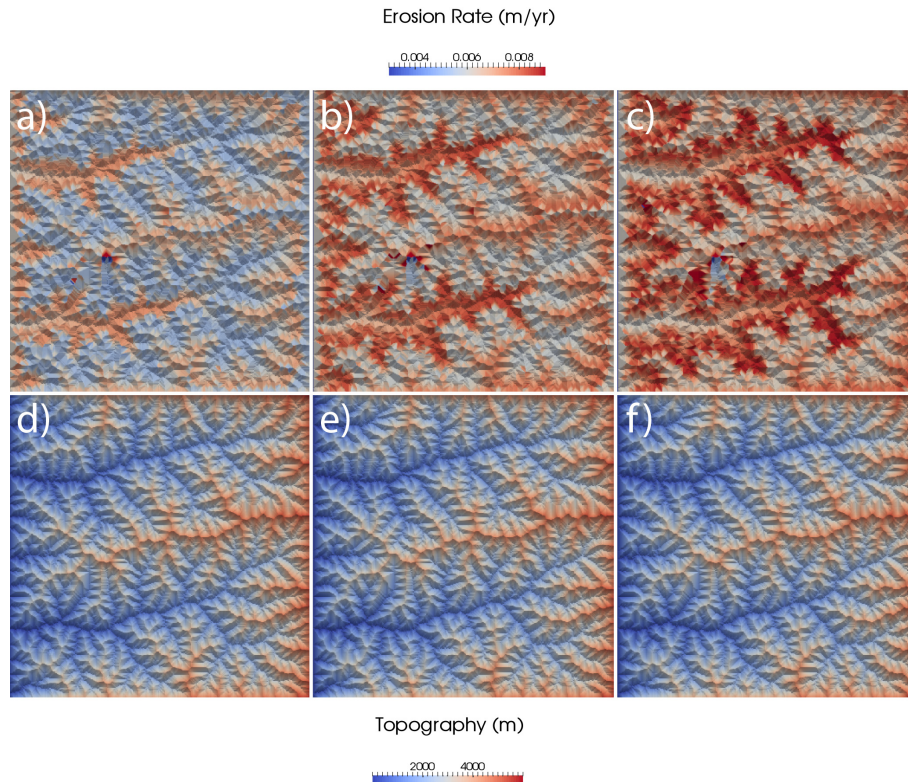 Erosion Rate (m/yr)
0.004 0.006 0.008
a) b) c)
d) e) f)
Topography (m)
2000 4000